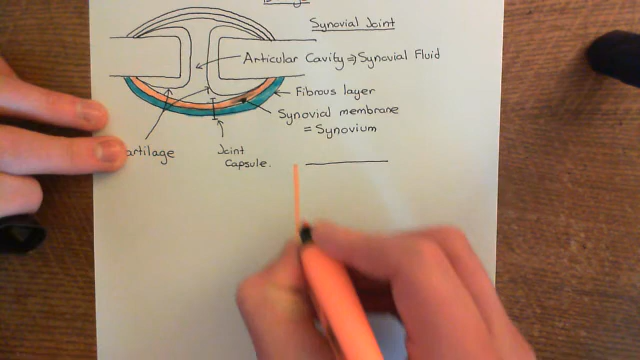 Synovial Joint
Articular Cavity ⇒ Synovial Fluid
Fibrous layer
Synovial membrane
= Synovium
artilage
Joint
Capsule.